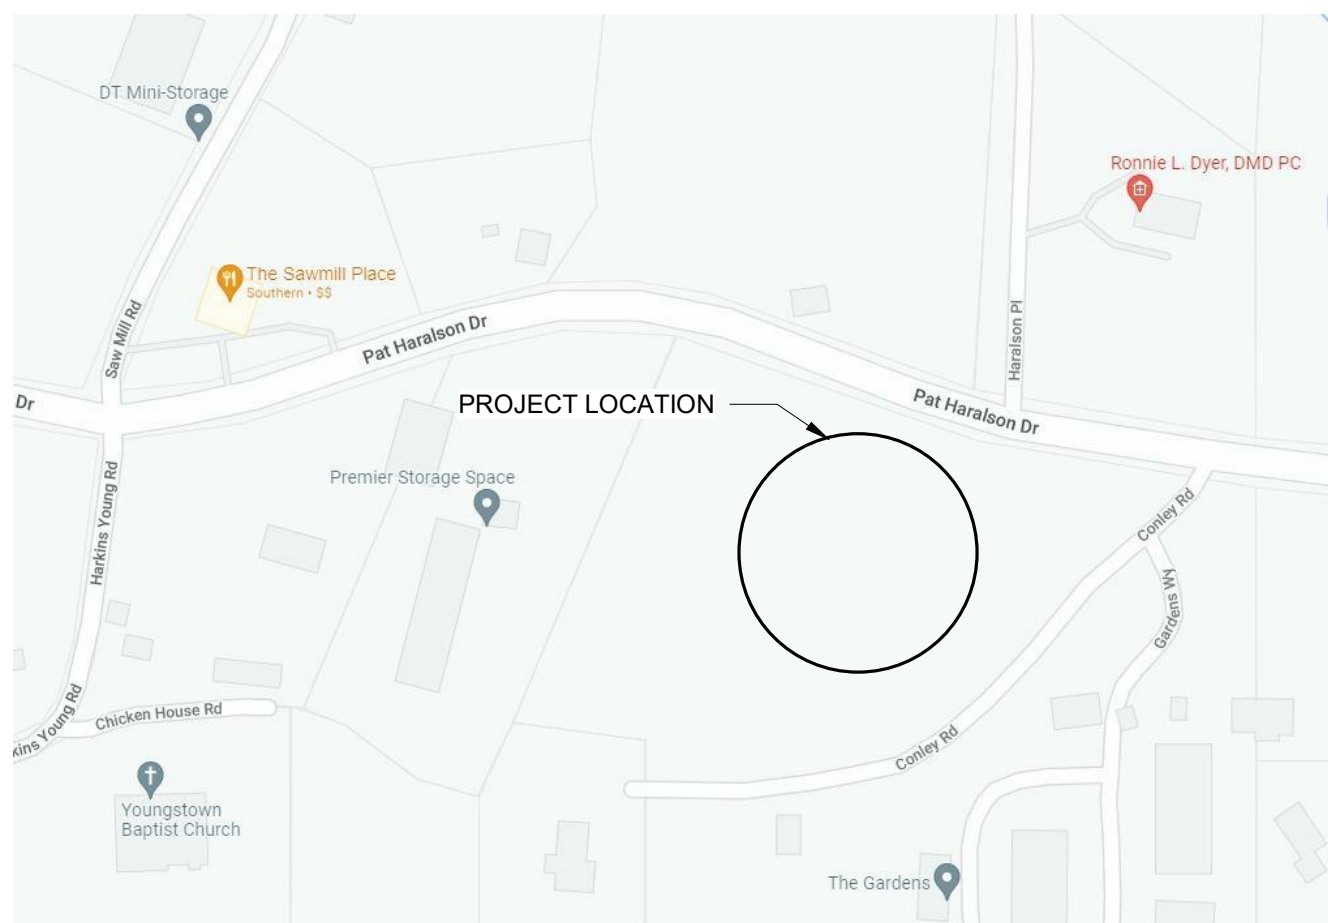 DT Mini-Storage
Ronnie L. Dyer, DMD PC
The Sawmill Place
Southern • $$
Saw Mill Rd
Pat Haralson Dr
Haralson Pl
Dr
PROJECT LOCATION
Pat Haralson Dr
Premier Storage Space
Harkins Young Rd
Conley Rd
Gardens Wy
kins Young Rd
Chicken House Rd
Conley Rd
Youngstown
Baptist Church
The Gardens